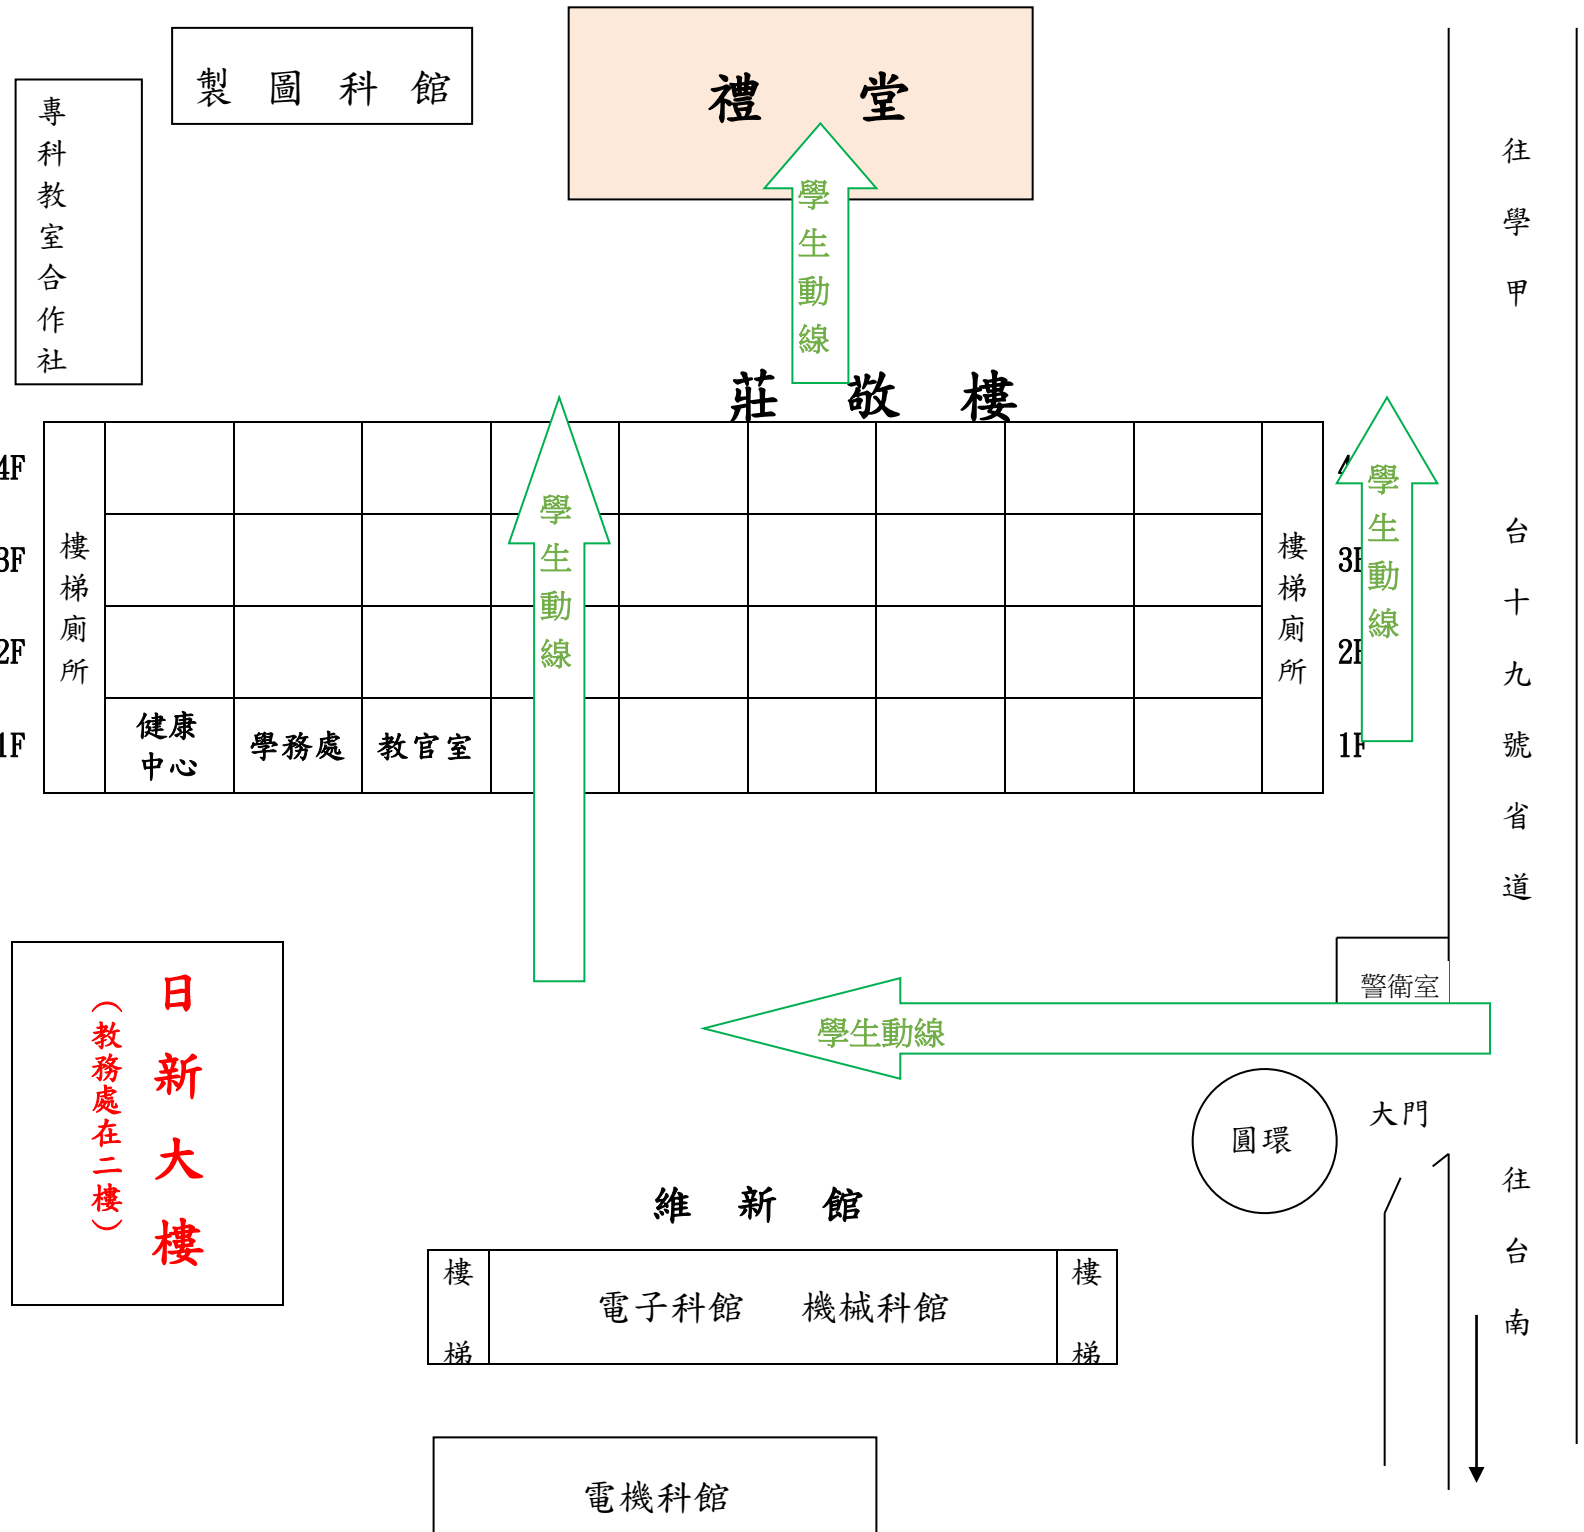 製圖科館
禮堂
專科教室合作社
往學甲
學生動線
莊敬樓
4F
3F
2F
1F
樓梯廁所
學生動線
樓梯廁所
3F
2F
1F
學生動線
健康
中心
學務處
教官室
台十九號省道
警衛室
學生動線
日新大樓
（教務處在二樓）
圓環
大門
往台南
維新館
樓梯
電子科館 機械科館
樓梯
電機科館